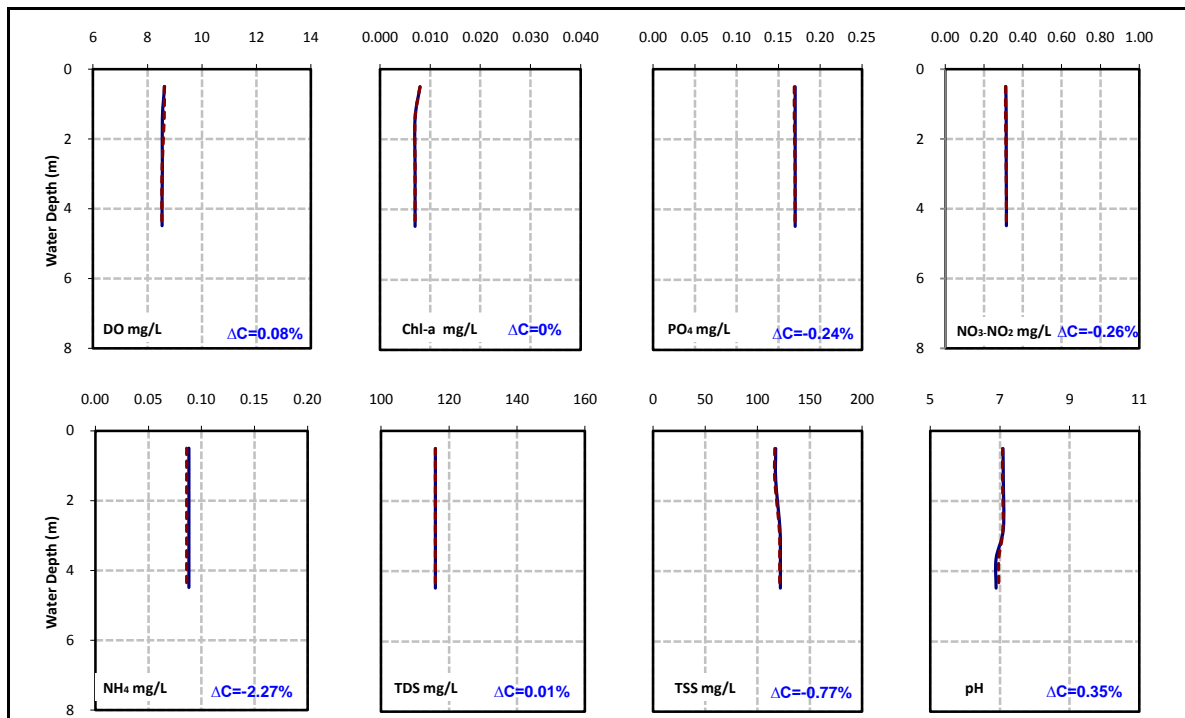 6 8 10 12 14
0.000 0.010 0.020 0.030 0.040
0.00 0.05 0.10 0.15 0.20 0.25
0.00 0.20 0.40 0.60 0.80 1.00
0
2
4
6
8
Water Depth (m)
DO mg/L ΔC=0.08%
Chl-a mg/L ΔC=0%
PO₄ mg/L ΔC=-0.24%
0
2
4
6
8
NO₃-NO₂ mg/L ΔC=-0.26%
0.00 0.05 0.10 0.15 0.20
100 120 140 160
0 50 100 150 200
5 7 9 11
0
2
4
6
8
Water Depth (m)
NH₄ mg/L ΔC=-2.27%
TDS mg/L ΔC=0.01%
TSS mg/L ΔC=-0.77%
pH ΔC=0.35%